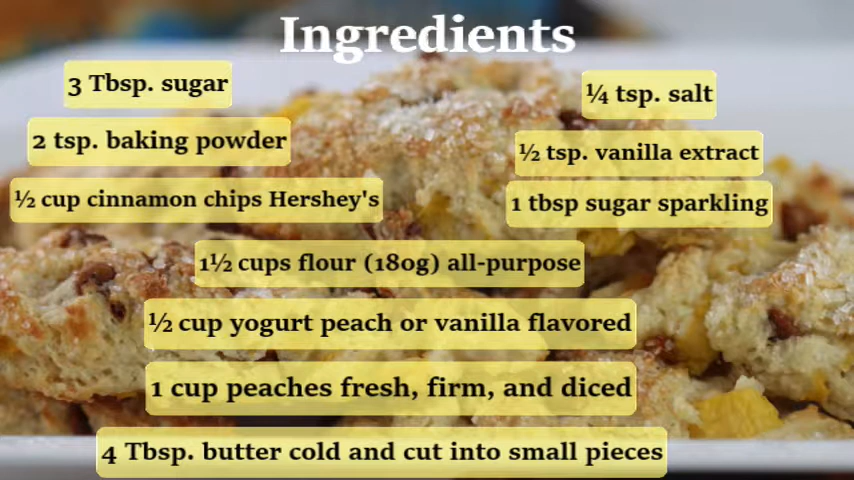 Ingredients
3 Tbsp. sugar
¼ tsp. salt
2 tsp. baking powder
½ tsp. vanilla extract
½ cup cinnamon chips Hershey's
1 tbsp sugar sparkling
1½ cups flour (180g) all-purpose
½ cup yogurt peach or vanilla flavored
1 cup peaches fresh, firm, and diced
4 Tbsp. butter cold and cut into small pieces